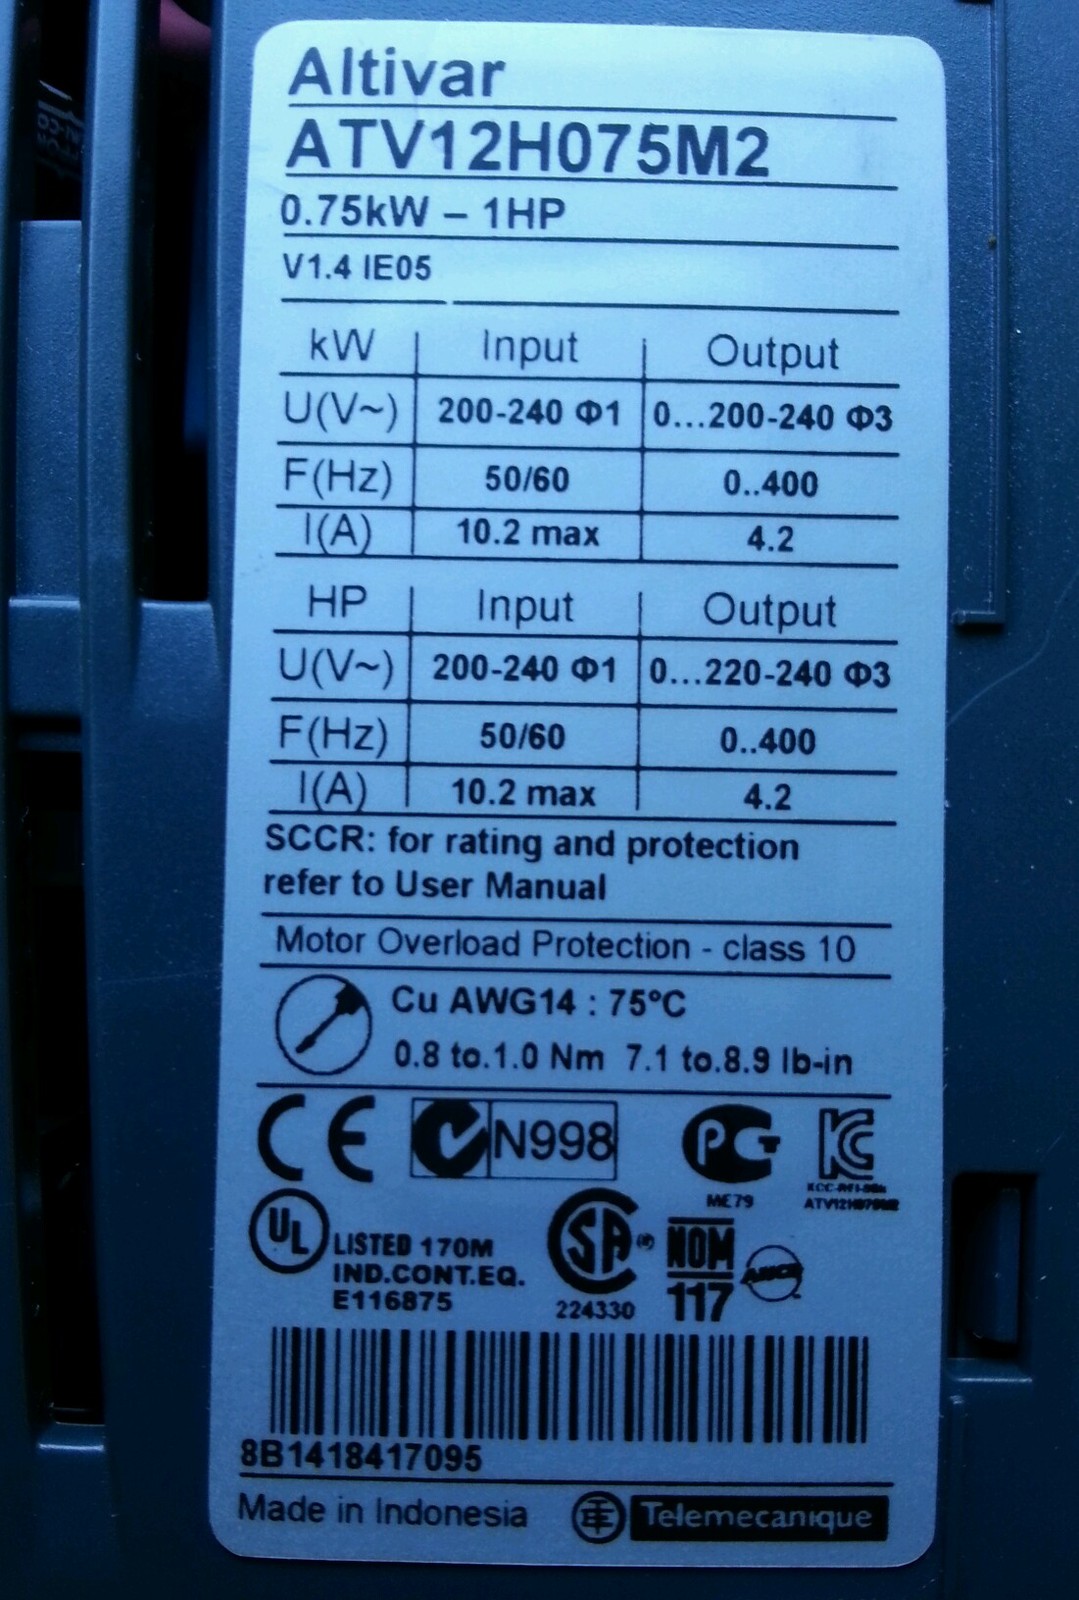 Altivar
ATV12H075M2
0.75kW – 1HP
V1.4 IE05
kW Input Output
U(V~) 200-240 Φ1 0...200-240 Φ3
F(Hz) 50/60 0..400
I(A) 10.2 max 4.2
HP Input Output
U(V~) 200-240 Φ1 0...220-240 Φ3
F(Hz) 50/60 0..400
I(A) 10.2 max 4.2
SCCR: for rating and protection
refer to User Manual
Motor Overload Protection - class 10
Cu AWG14 : 75°C
0.8 to.1.0 Nm 7.1 to.8.9 lb-in
CE N998 PCT KC
ME79 ATV12H075M2
UL LISTED 170M
IND.CONT.EQ.
E116875
SA
224330
NOM
117
8B1418417095
Made in Indonesia Telemecanique